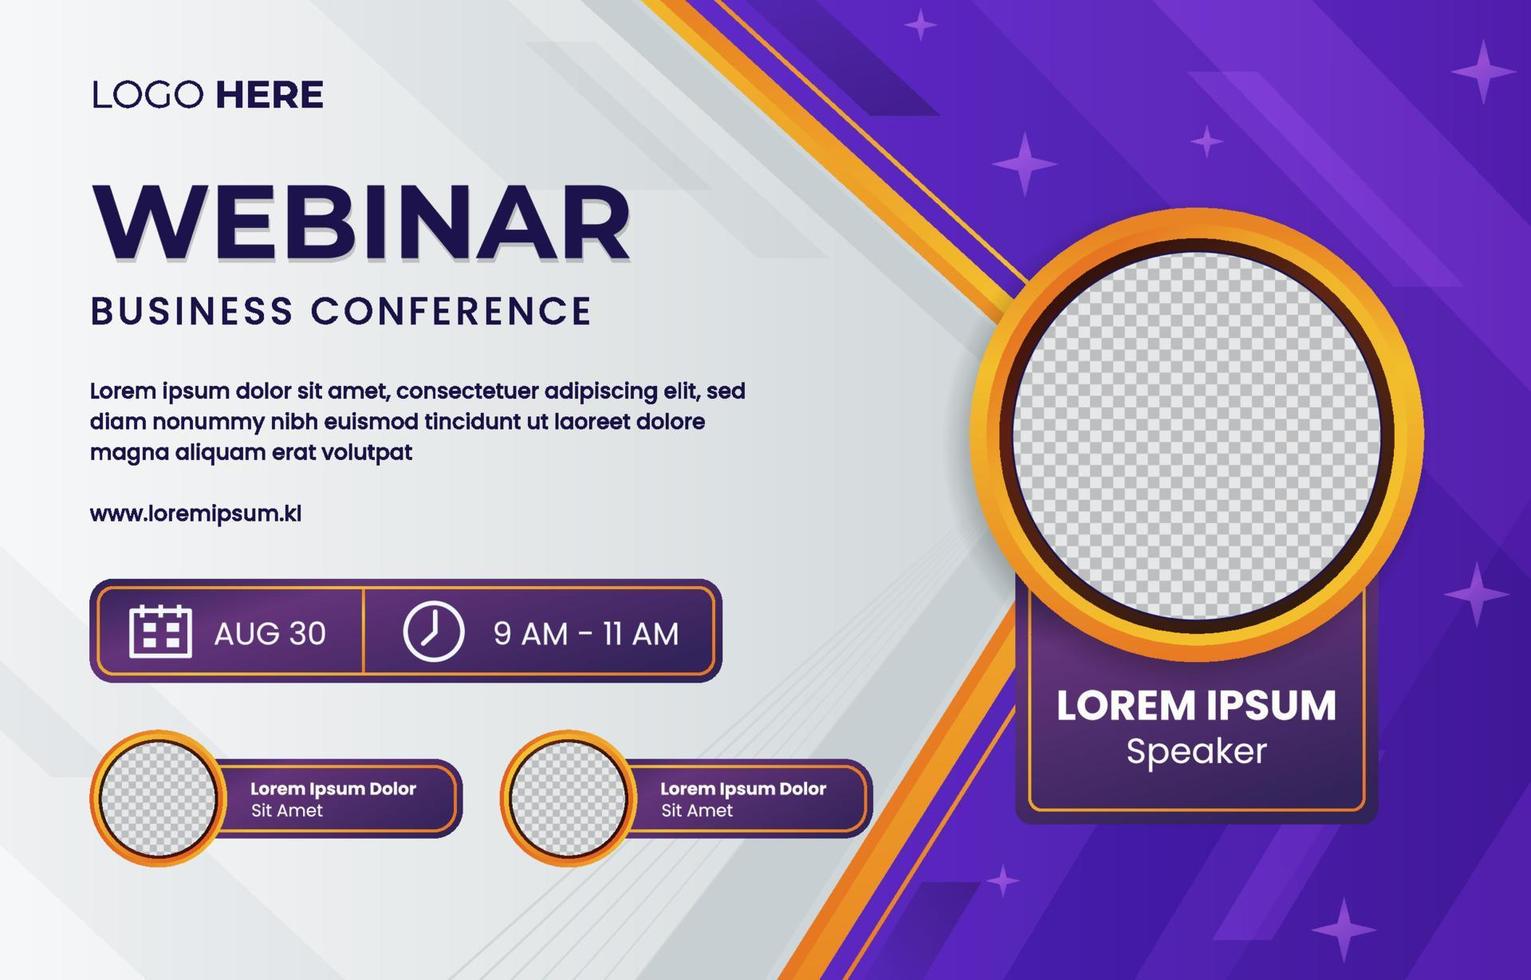 LOGO HERE
WEBINAR
BUSINESS CONFERENCE
Lorem ipsum dolor sit amet, consectetuer adipiscing elit, sed
diam nonummy nibh euismod tincidunt ut laoreet dolore
magna aliquam erat volutpat
www.loremipsum.kl
AUG 30
9 AM - 11 AM
Lorem Ipsum Dolor
Sit Amet
Lorem Ipsum Dolor
Sit Amet
LOREM IPSUM
Speaker